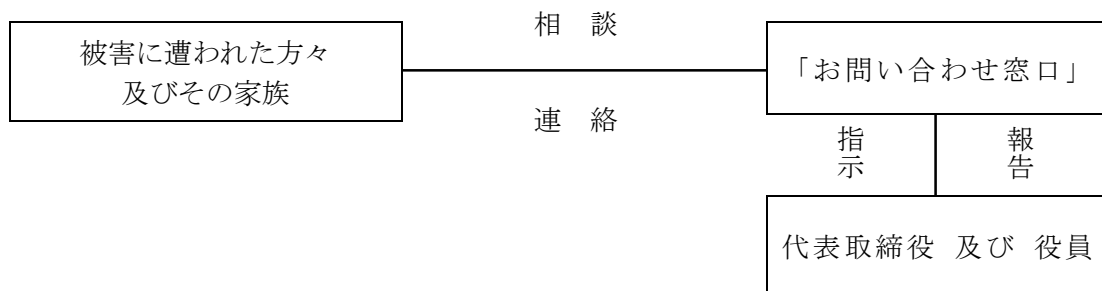 相　談
被害に遭われた方々
及びその家族
「お問い合わせ窓口」
連　絡
指示
報告
代表取締役 及び 役員